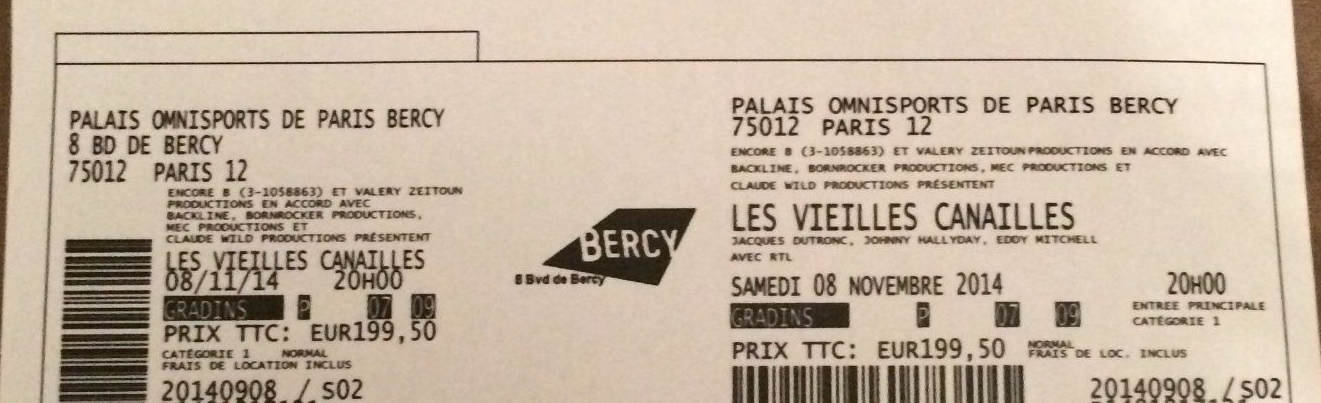 PALAIS OMNISPORTS DE PARIS BERCY
8 BD DE BERCY
75012 PARIS 12
ENCORE B (3-1058863) ET VALERY ZEITOUN
PRODUCTIONS EN ACCORD AVEC
BACKLINE, BORNROCKER PRODUCTIONS,
MEC PRODUCTIONS ET
CLAUDE WILD PRODUCTIONS PRÉSENTENT
LES VIEILLES CANAILLES
08/11/14 20H00
GRADINS P 07 09
PRIX TTC: EUR199,50
CATÉGORIE 1 NORMAL
FRAIS DE LOCATION INCLUS
20140908 / S02
BERCY
8 Bvd de Bercy
PALAIS OMNISPORTS DE PARIS BERCY
75012 PARIS 12
ENCORE B (3-1058863) ET VALERY ZEITOUN PRODUCTIONS EN ACCORD AVEC
BACKLINE, BORNROCKER PRODUCTIONS, MEC PRODUCTIONS ET
CLAUDE WILD PRODUCTIONS PRÉSENTENT
LES VIEILLES CANAILLES
JACQUES DUTRONC, JOHNNY HALLYDAY, EDDY MITCHELL
AVEC RTL
SAMEDI 08 NOVEMBRE 2014 20H00
GRADINS P 07 09
ENTREE PRINCIPALE
CATÉGORIE 1
PRIX TTC: EUR199,50
NORMAL
FRAIS DE LOC. INCLUS
20140908 / S02